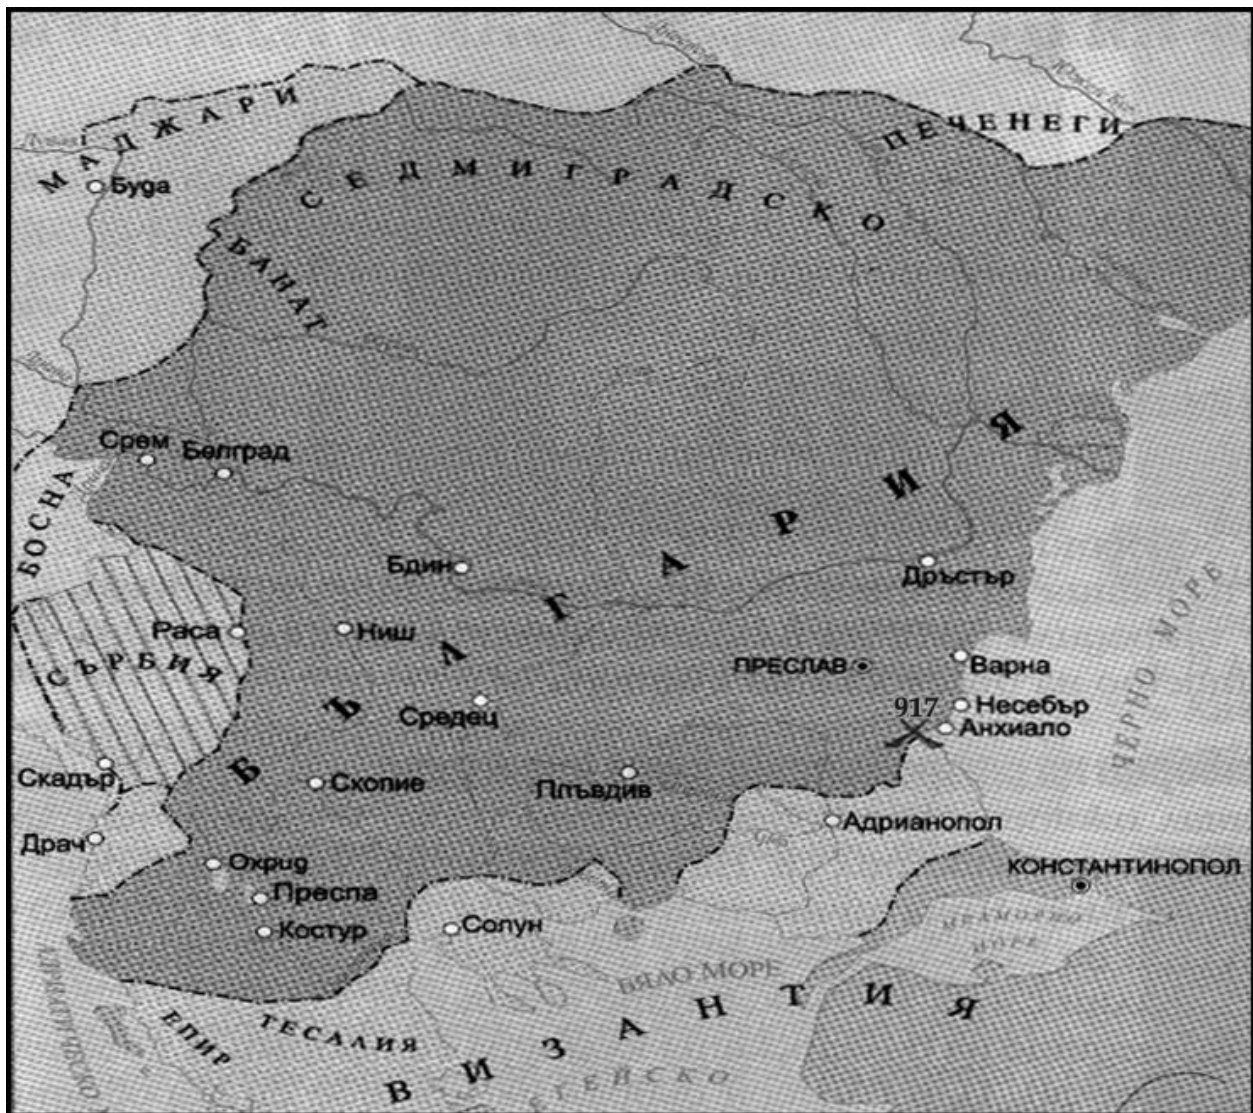 МАДЖАРИ
Буда
ПЕЧЕНЕГИ
СЕДМИГРАДСКО
БАНАТ
Срем
Белград
БОСНА
БЪЛГАРИЯ
Бдин
Дръстър
Раса
Ниш
СЪРБИЯ
ПРЕСЛАВ
Варна
ЧЕРНО МОРЕ
Средец
917
Несебър
Анхиало
Скадър
Скопие
Плъвдив
Драч
Адрианопол
Охрид
КОНСТАНТИНОПОЛ
Преспа
Костур
Солун
МРАМОРНО
МОРЕ
БЯЛО МОРЕ
ЕПИР
ТЕСАЛИЯ
ВИЗАНТИЯ